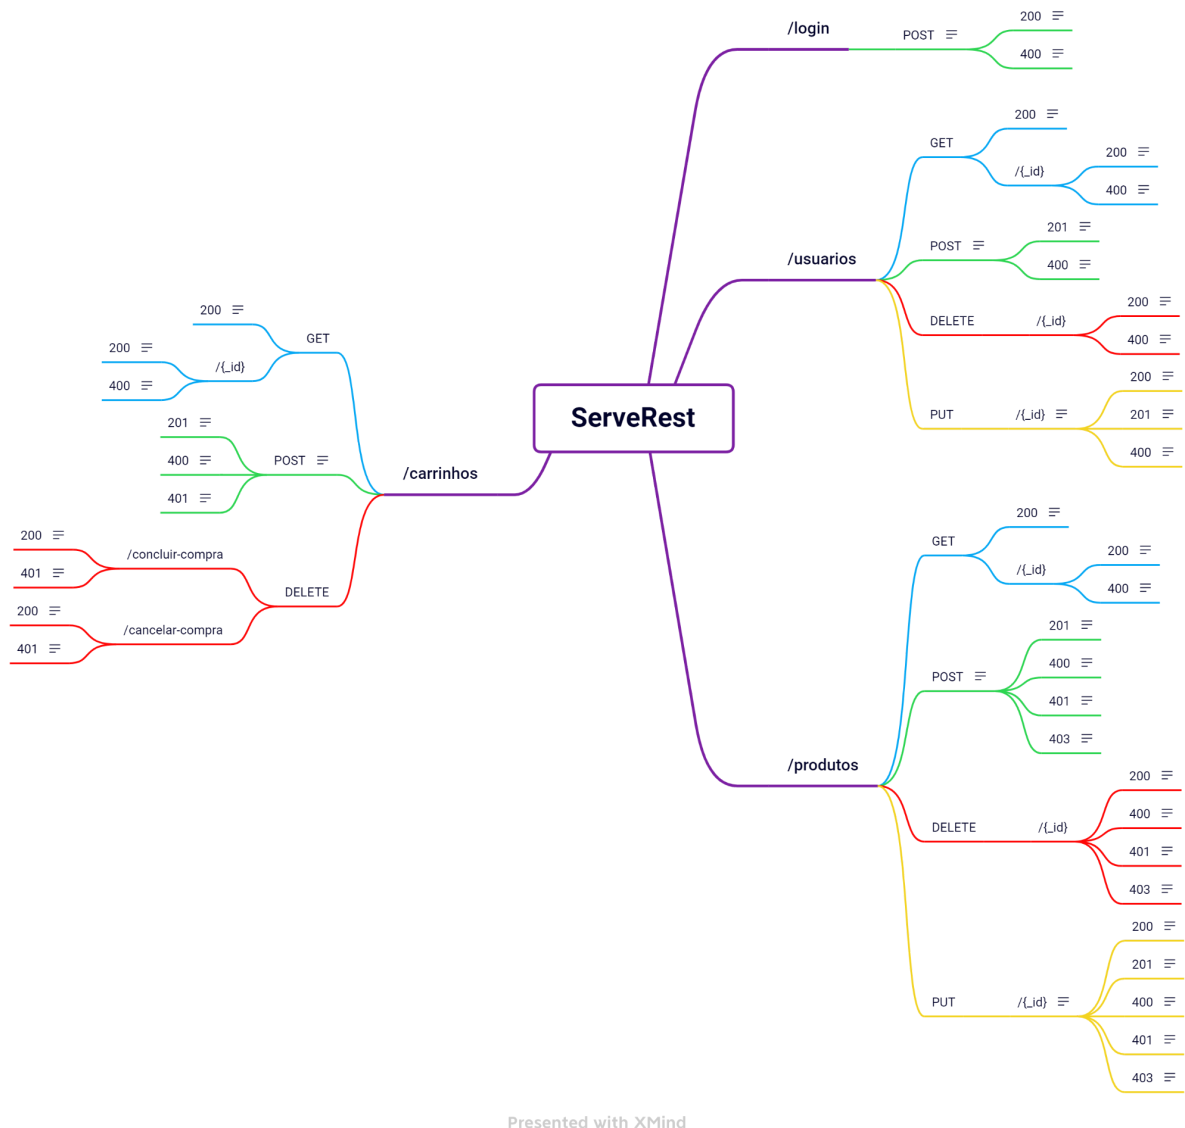 ServeRest
/login
POST
200
400
/usuarios
GET
200
/{_id}
200
400
POST
201
400
DELETE
/{_id}
200
400
PUT
/{_id}
200
201
400
/produtos
GET
200
/{_id}
200
400
POST
201
400
401
403
DELETE
/{_id}
200
400
401
403
PUT
/{_id}
200
201
400
401
403
/carrinhos
GET
200
/{_id}
200
400
POST
201
400
401
DELETE
/concluir-compra
200
401
/cancelar-compra
200
401
Presented with XMind